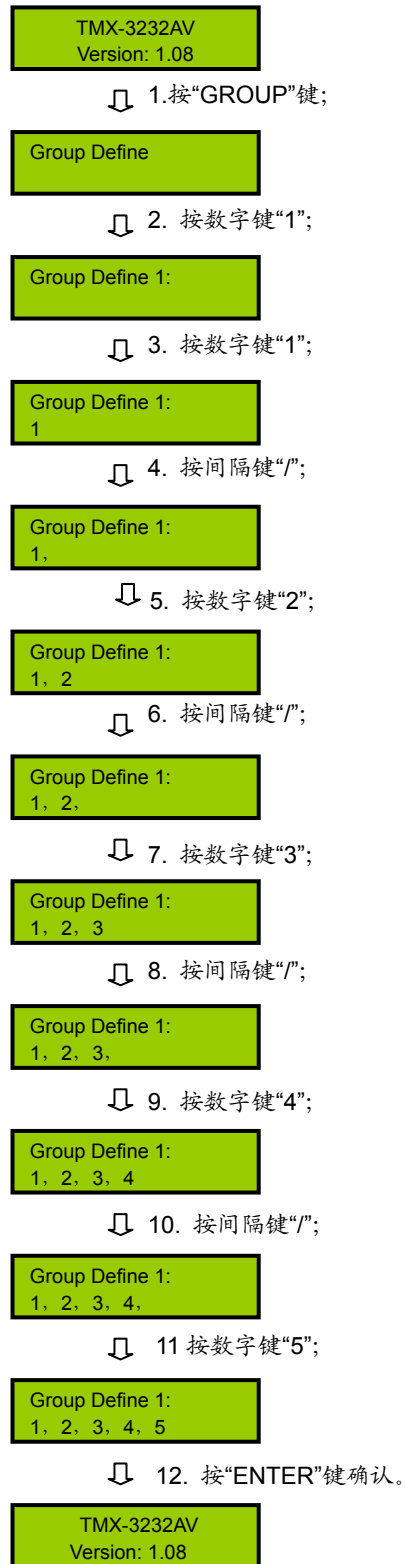 TMX-3232AV
Version: 1.08
1.按“GROUP”键;
Group Define
2. 按数字键“1”;
Group Define 1:
3. 按数字键“1”;
Group Define 1:
1
4. 按间隔键“/”;
Group Define 1:
1，
5. 按数字键“2”;
Group Define 1:
1，2
6. 按间隔键“/”;
Group Define 1:
1，2，
7. 按数字键“3”;
Group Define 1:
1，2，3
8. 按间隔键“/”;
Group Define 1:
1，2，3，
9. 按数字键“4”;
Group Define 1:
1，2，3，4
10. 按间隔键“/”;
Group Define 1:
1，2，3，4，
11 按数字键“5”;
Group Define 1:
1，2，3，4，5
12. 按“ENTER”键确认。
TMX-3232AV
Version: 1.08